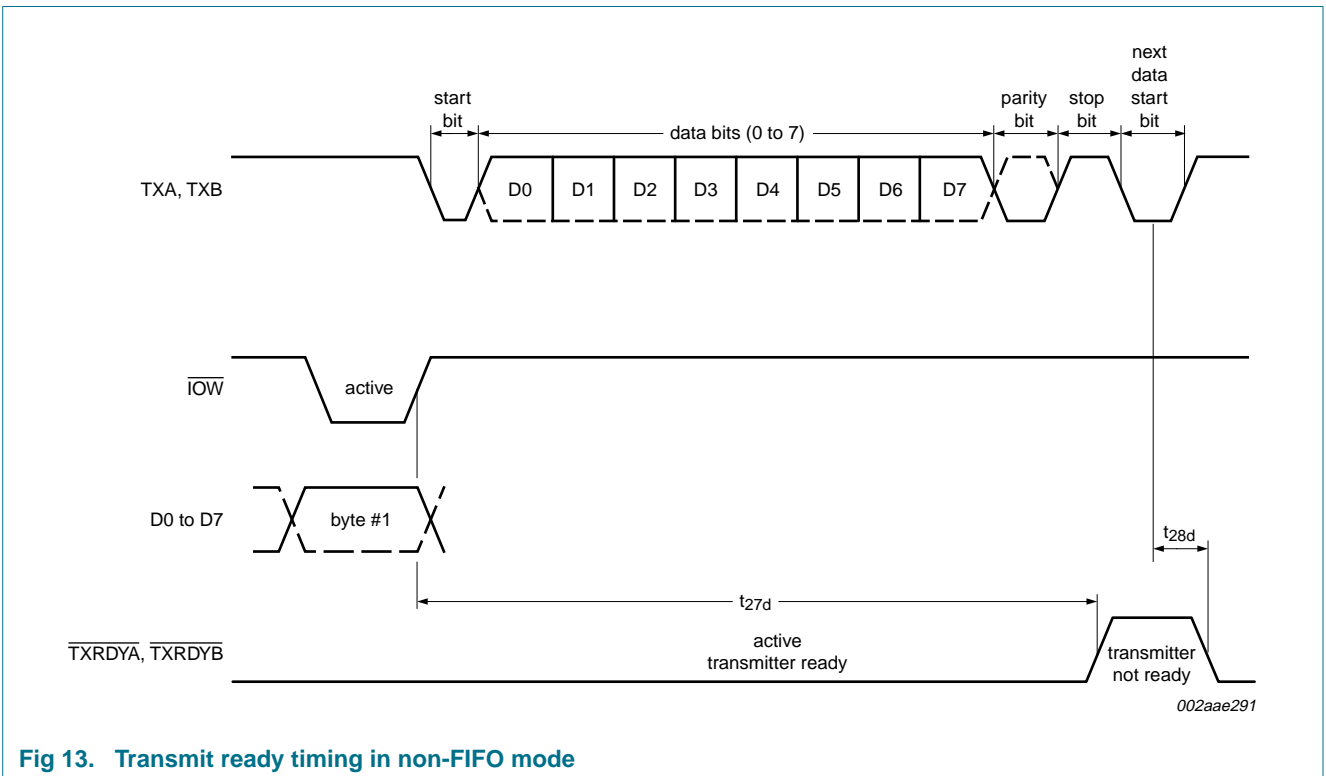 next
data
start
bit
start
bit
data bits (0 to 7)
parity
bit
stop
bit
TXA, TXB
D0 D1 D2 D3 D4 D5 D6 D7
IOW
active
D0 to D7
byte #1
t28d
t27d
TXRDYA, TXRDYB
active
transmitter ready
transmitter
not ready
002aae291
Fig 13. Transmit ready timing in non-FIFO mode